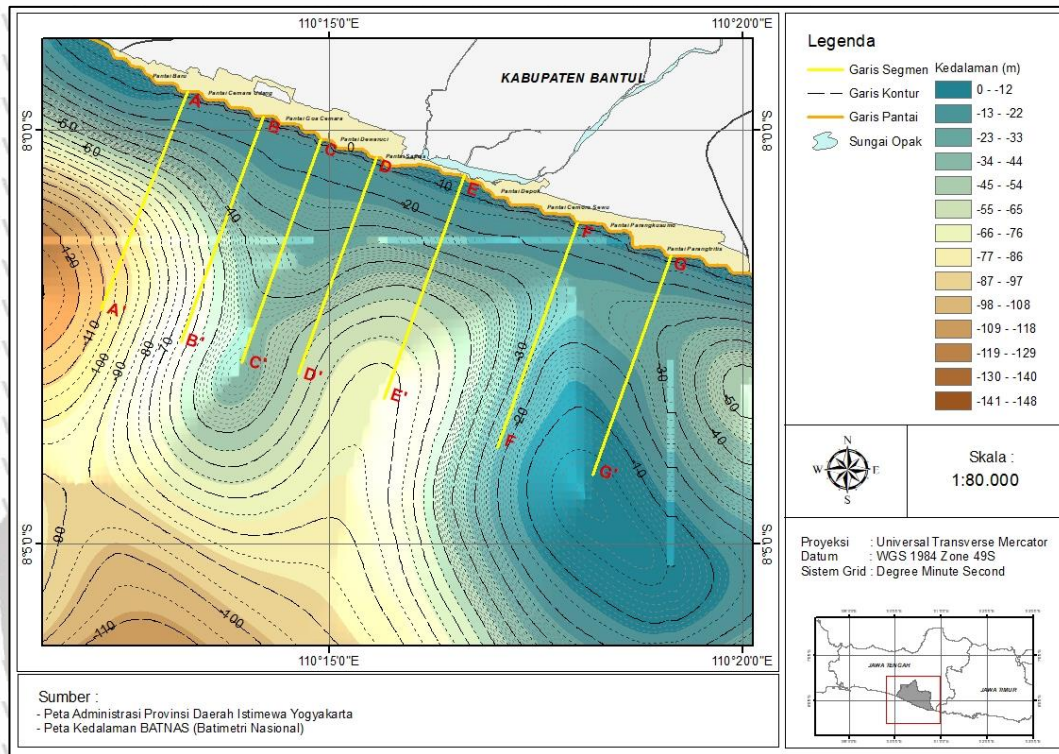 110°15'0"E
110°20'0"E
8°0'0"S
8°0'0"S
8°5'0"S
8°5'0"S
110°15'0"E
110°20'0"E
KABUPATEN BANTUL
Pantai Baro
Pantai Cemara Udang
Pantai Goa Cemara
Pantai Dewaruci
Pantai Samas
Pantai Depok
Pantai Cemara Sewu
Pantai Parangkusumo
Pantai Parangtritis
A
B
C
D
E
F
G
A'
B'
C'
D'
E'
F
G'
0
-10
-20
-60
-60
-40
-120
-110
-100
-90
-80
-70
-30
-20
-10
-30
-40
-50
-90
-100
-110
Legenda
Garis Segmen
Garis Kontur
Garis Pantai
Sungai Opak
Kedalaman (m)
0 - -12
-13 - -22
-23 - -33
-34 - -44
-45 - -54
-55 - -65
-66 - -76
-77 - -86
-87 - -97
-98 - -108
-109 - -118
-119 - -129
-130 - -140
-141 - -148
N
W E
S
Skala :
1:80.000
Proyeksi : Universal Transverse Mercator
Datum : WGS 1984 Zone 49S
Sistem Grid : Degree Minute Second
JAWA TENGAH
JAWA TIMUR
Sumber :
- Peta Administrasi Provinsi Daerah Istimewa Yogyakarta
- Peta Kedalaman BATNAS (Batimetri Nasional)